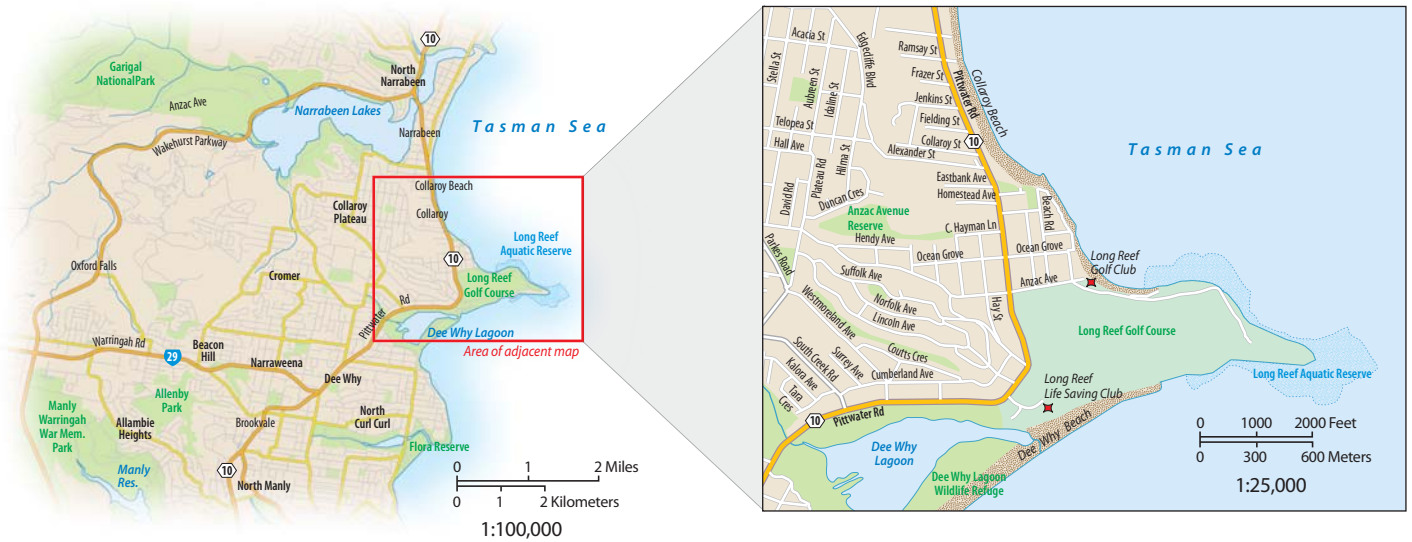 10
North
Narrabeen
Garigal
NationalPark
Anzac Ave
Narrabeen Lakes
Narrabeen
Tasman Sea
Wakehurst Parkway
Collaroy Beach
Collaroy
Plateau
Collaroy
Long Reef
Aquatic Reserve
10
Oxford Falls
Cromer
Long Reef
Golf Course
Pittwater Rd
Dee Why Lagoon
Area of adjacent map
Warringah Rd
29
Beacon
Hill
Narraweena
Dee Why
Allenby
Park
Manly
Warringah
War Mem.
Park
Allambie
Heights
Brookvale
North
Curl Curl
Flora Reserve
Manly
Res.
10
North Manly
0 1 2 Miles
0 1 2 Kilometers
1:100,000
Acacia St
Edgecliffe Blvd
Ramsay St
Stella St
Aubreen St
Idaline St
Frazer St
Pittwater Rd
Collaroy Beach
Jenkins St
Telopea St
Fielding St
Hall Ave
Collaroy St
10
Alexander St
Tasman Sea
Plateau Rd
Hilma St
Eastbank Ave
Homestead Ave
David Rd
Duncan Cres
Beach Rd
Anzac Avenue
Reserve
C. Hayman Ln
Hendy Ave
Ocean Grove
Ocean Grove
Parkes Road
Long Reef
Golf Club
Suffolk Ave
Anzac Ave
Westmoreland Ave
Norfolk Ave
Hay St
Lincoln Ave
Long Reef Golf Course
South Creek Rd
Surrey Ave
Coutts Cres
Kalora Ave
Cumberland Ave
Long Reef Aquatic Reserve
Tara
Cres
Long Reef
Life Saving Club
10
Pittwater Rd
Dee Why Beach
Dee Why
Lagoon
Dee Why Lagoon
Wildlife Refuge
0 1000 2000 Feet
0 300 600 Meters
1:25,000